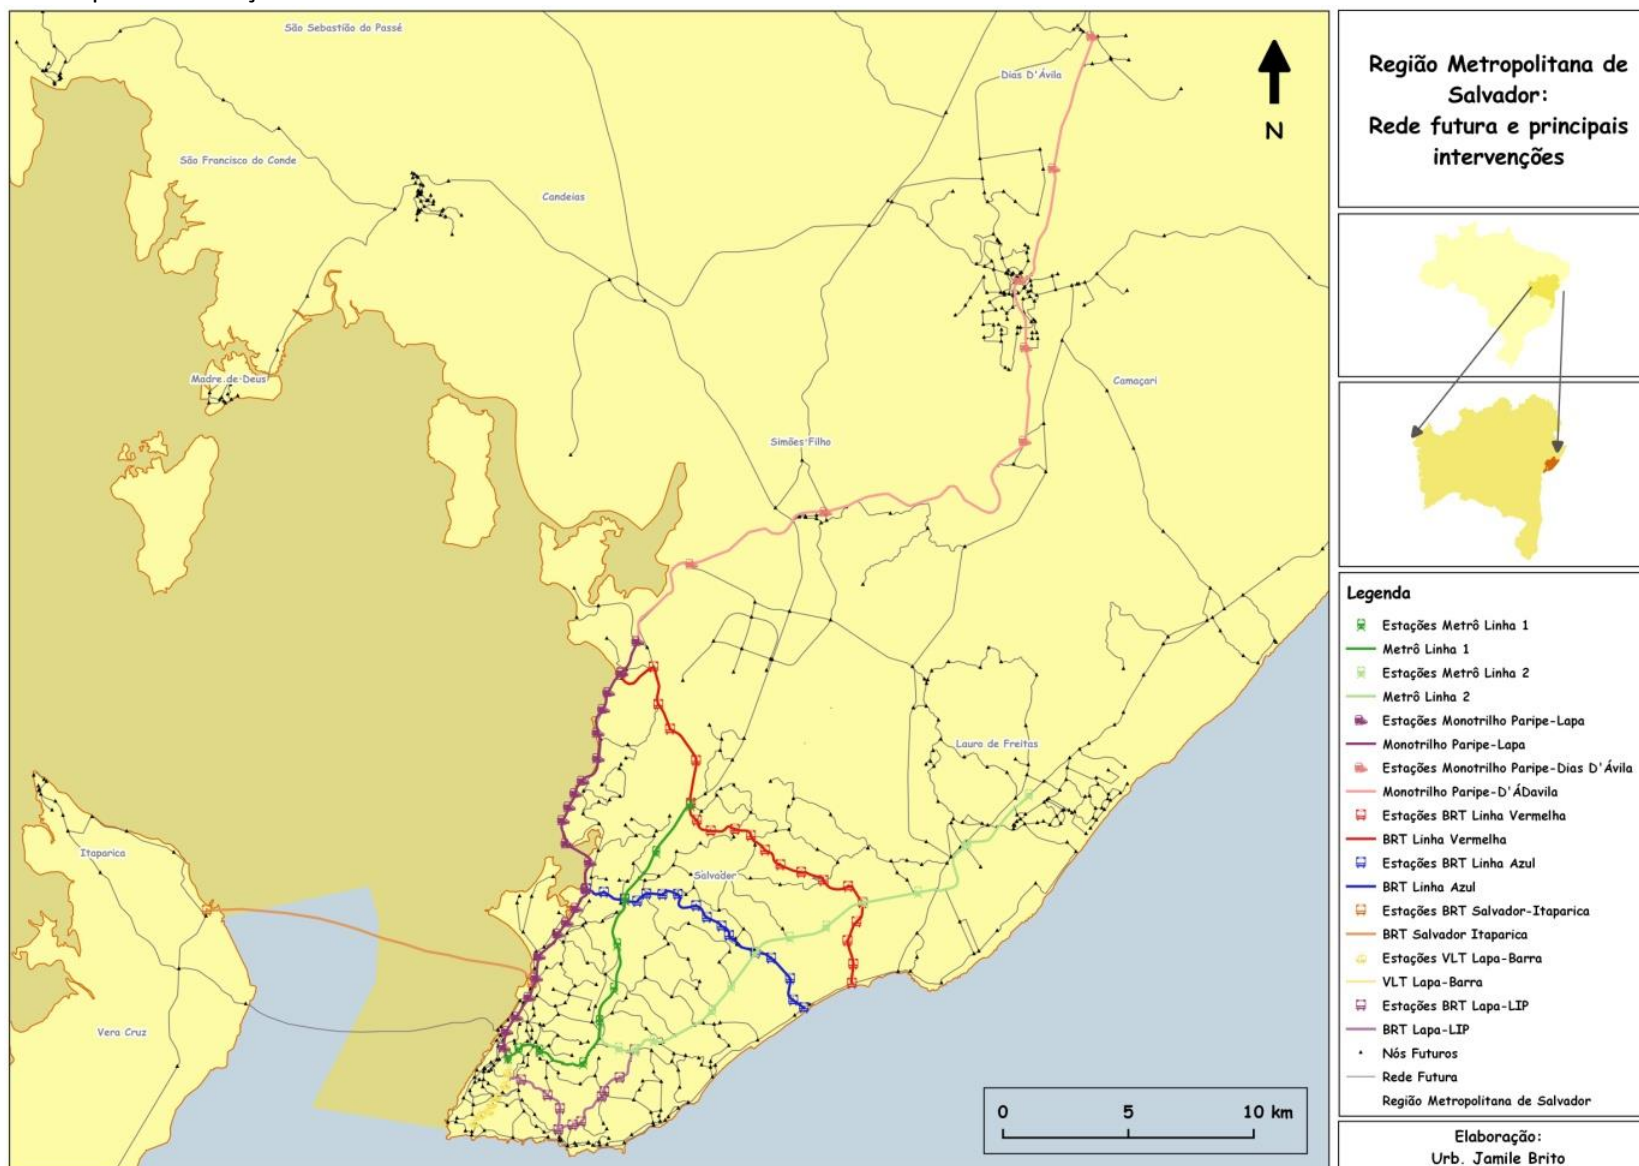 São Sebastião do Passé
Dias D'Ávila
São Francisco do Conde
Candeias
Madre de Deus
Camaçari
Simões Filho
Lauro de Freitas
Itaparica
Salvador
Vera Cruz
N
0 5 10 km
Região Metropolitana de
Salvador:
Rede futura e principais
intervenções
Legenda
Estações Metrô Linha 1
Metrô Linha 1
Estações Metrô Linha 2
Metrô Linha 2
Estações Monotrilho Paripe-Lapa
Monotrilho Paripe-Lapa
Estações Monotrilho Paripe-Dias D'Ávila
Monotrilho Paripe-D'ÁDavila
Estações BRT Linha Vermelha
BRT Linha Vermelha
Estações BRT Linha Azul
BRT Linha Azul
Estações BRT Salvador-Itaparica
BRT Salvador Itaparica
Estações VLT Lapa-Barra
VLT Lapa-Barra
Estações BRT Lapa-LIP
BRT Lapa-LIP
Nós Futuros
Rede Futura
Região Metropolitana de Salvador
Elaboração:
Urb. Jamile Brito